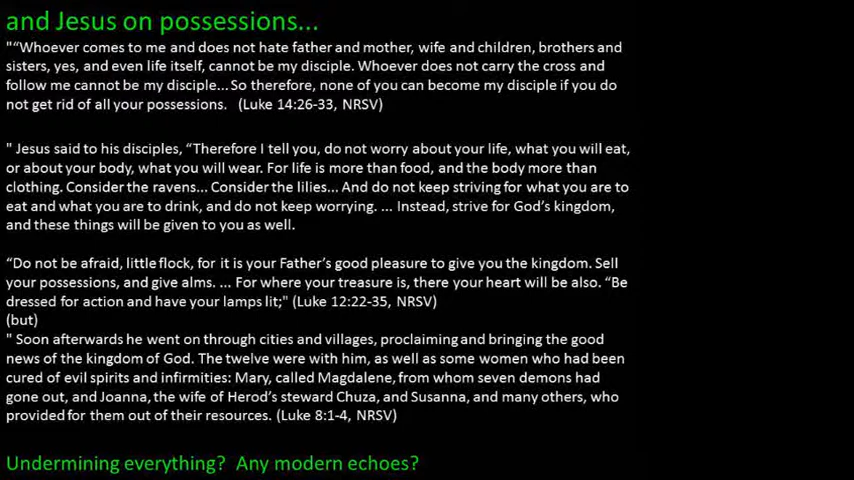 and Jesus on possessions...
"“Whoever comes to me and does not hate father and mother, wife and children, brothers and
sisters, yes, and even life itself, cannot be my disciple. Whoever does not carry the cross and
follow me cannot be my disciple... So therefore, none of you can become my disciple if you do
not get rid of all your possessions.   (Luke 14:26-33, NRSV)
" Jesus said to his disciples, “Therefore I tell you, do not worry about your life, what you will eat,
or about your body, what you will wear. For life is more than food, and the body more than
clothing. Consider the ravens... Consider the lilies... And do not keep striving for what you are to
eat and what you are to drink, and do not keep worrying. ... Instead, strive for God’s kingdom,
and these things will be given to you as well.
“Do not be afraid, little flock, for it is your Father’s good pleasure to give you the kingdom. Sell
your possessions, and give alms. ... For where your treasure is, there your heart will be also. “Be
dressed for action and have your lamps lit;" (Luke 12:22-35, NRSV)
(but)
" Soon afterwards he went on through cities and villages, proclaiming and bringing the good
news of the kingdom of God. The twelve were with him, as well as some women who had been
cured of evil spirits and infirmities: Mary, called Magdalene, from whom seven demons had
gone out, and Joanna, the wife of Herod’s steward Chuza, and Susanna, and many others, who
provided for them out of their resources. (Luke 8:1-4, NRSV)
Undermining everything?  Any modern echoes?